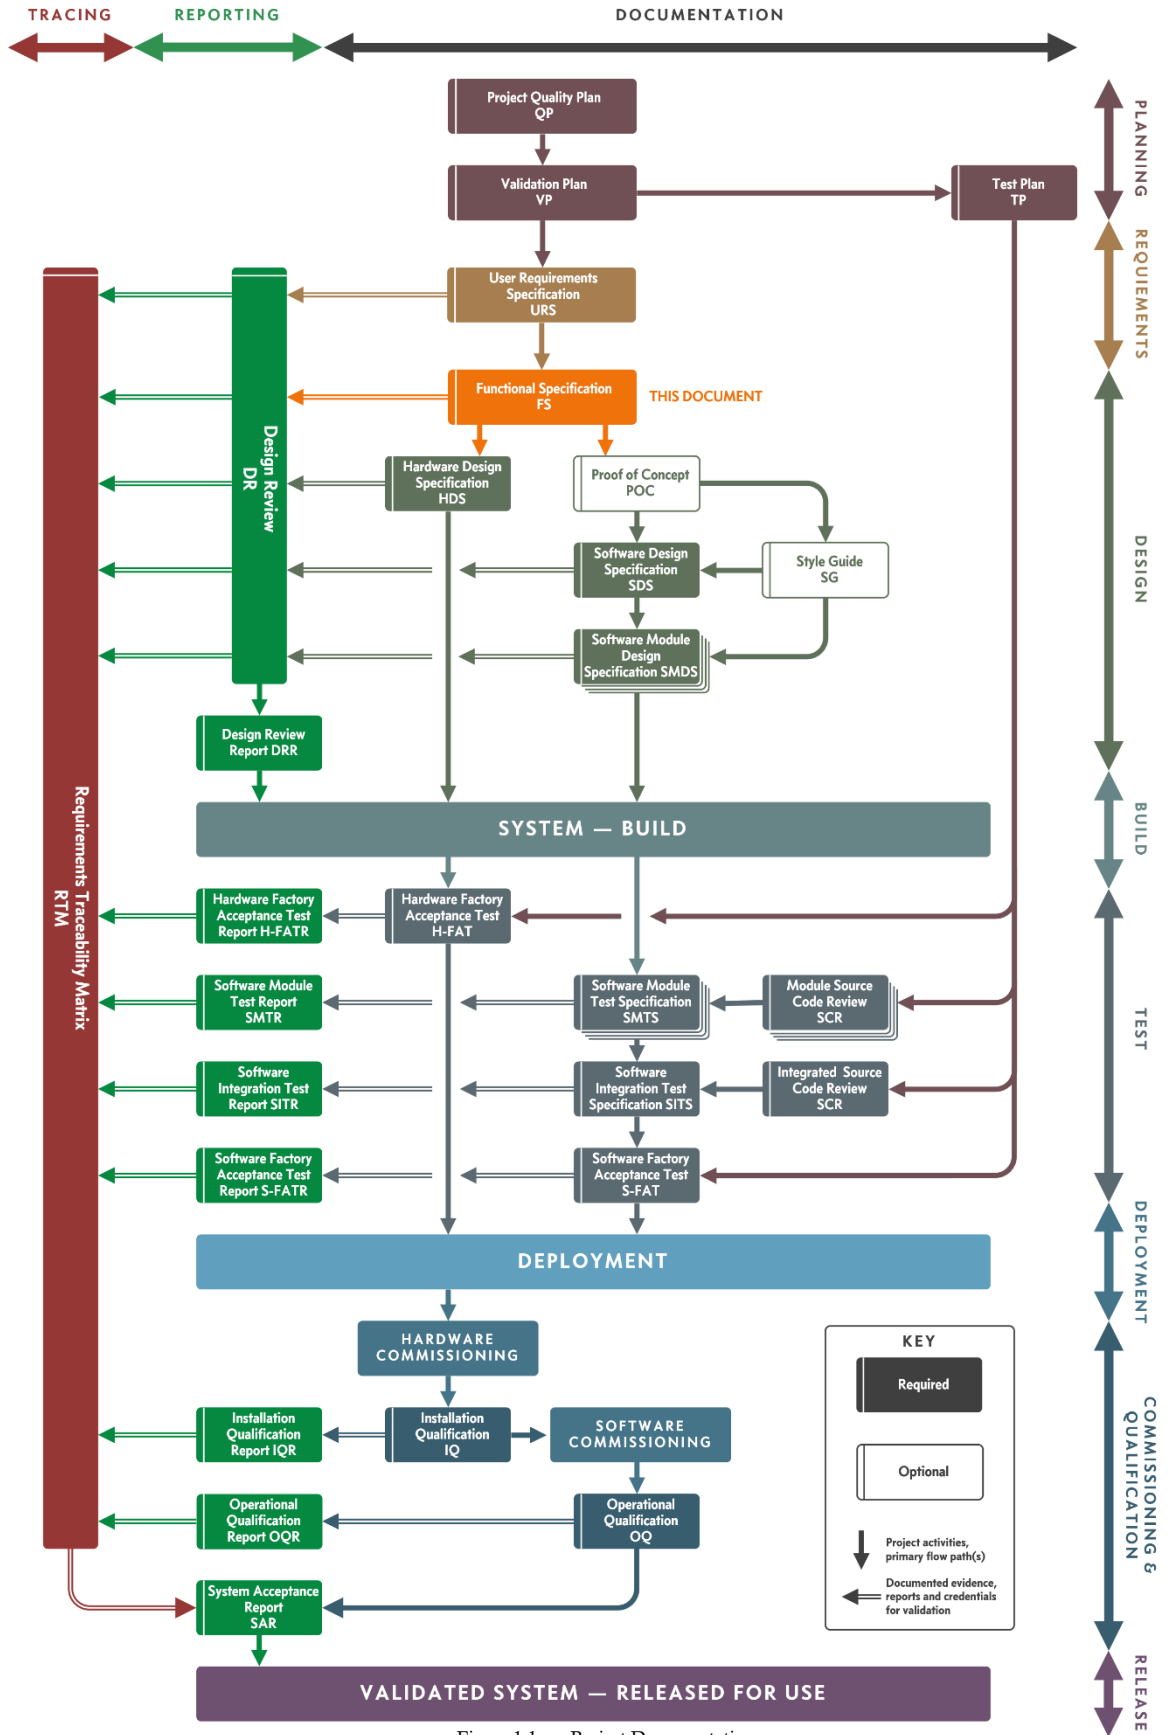 TRACING
REPORTING
DOCUMENTATION
Project Quality Plan
QP
PLANNING
Validation Plan
VP
Test Plan
TP
REQUIEMENTS
User Requirements
Specification
URS
Functional Specification
FS
THIS DOCUMENT
Design Review
DR
Hardware Design
Specification
HDS
Proof of Concept
POC
DESIGN
Software Design
Specification
SDS
Style Guide
SG
Software Module
Design
Specification SMDS
Design Review
Report DRR
Requirements Traceability Matrix
RTM
SYSTEM — BUILD
BUILD
Hardware Factory
Acceptance Test
Report H-FATR
Hardware Factory
Acceptance Test
H-FAT
Software Module
Test Report
SMTR
Software Module
Test Specification
SMTS
Module Source
Code Review
SCR
TEST
Software
Integration Test
Report SITR
Software
Integration Test
Specification SITS
Integrated Source
Code Review
SCR
Software Factory
Acceptance Test
Report S-FATR
Software Factory
Acceptance Test
S-FAT
DEPLOYMENT
DEPLOYMENT
HARDWARE
COMMISSIONING
Installation
Qualification
Report IQR
Installation
Qualification
IQ
SOFTWARE
COMMISSIONING
Operational
Qualification
Report OQR
Operational
Qualification
OQ
KEY
Required
Optional
Project activities,
primary flow path(s)
Documented evidence,
reports and credentials
for validation
COMMISSIONING &
QUALIFICATION
System Acceptance
Report
SAR
VALIDATED SYSTEM — RELEASED FOR USE
RELEASE